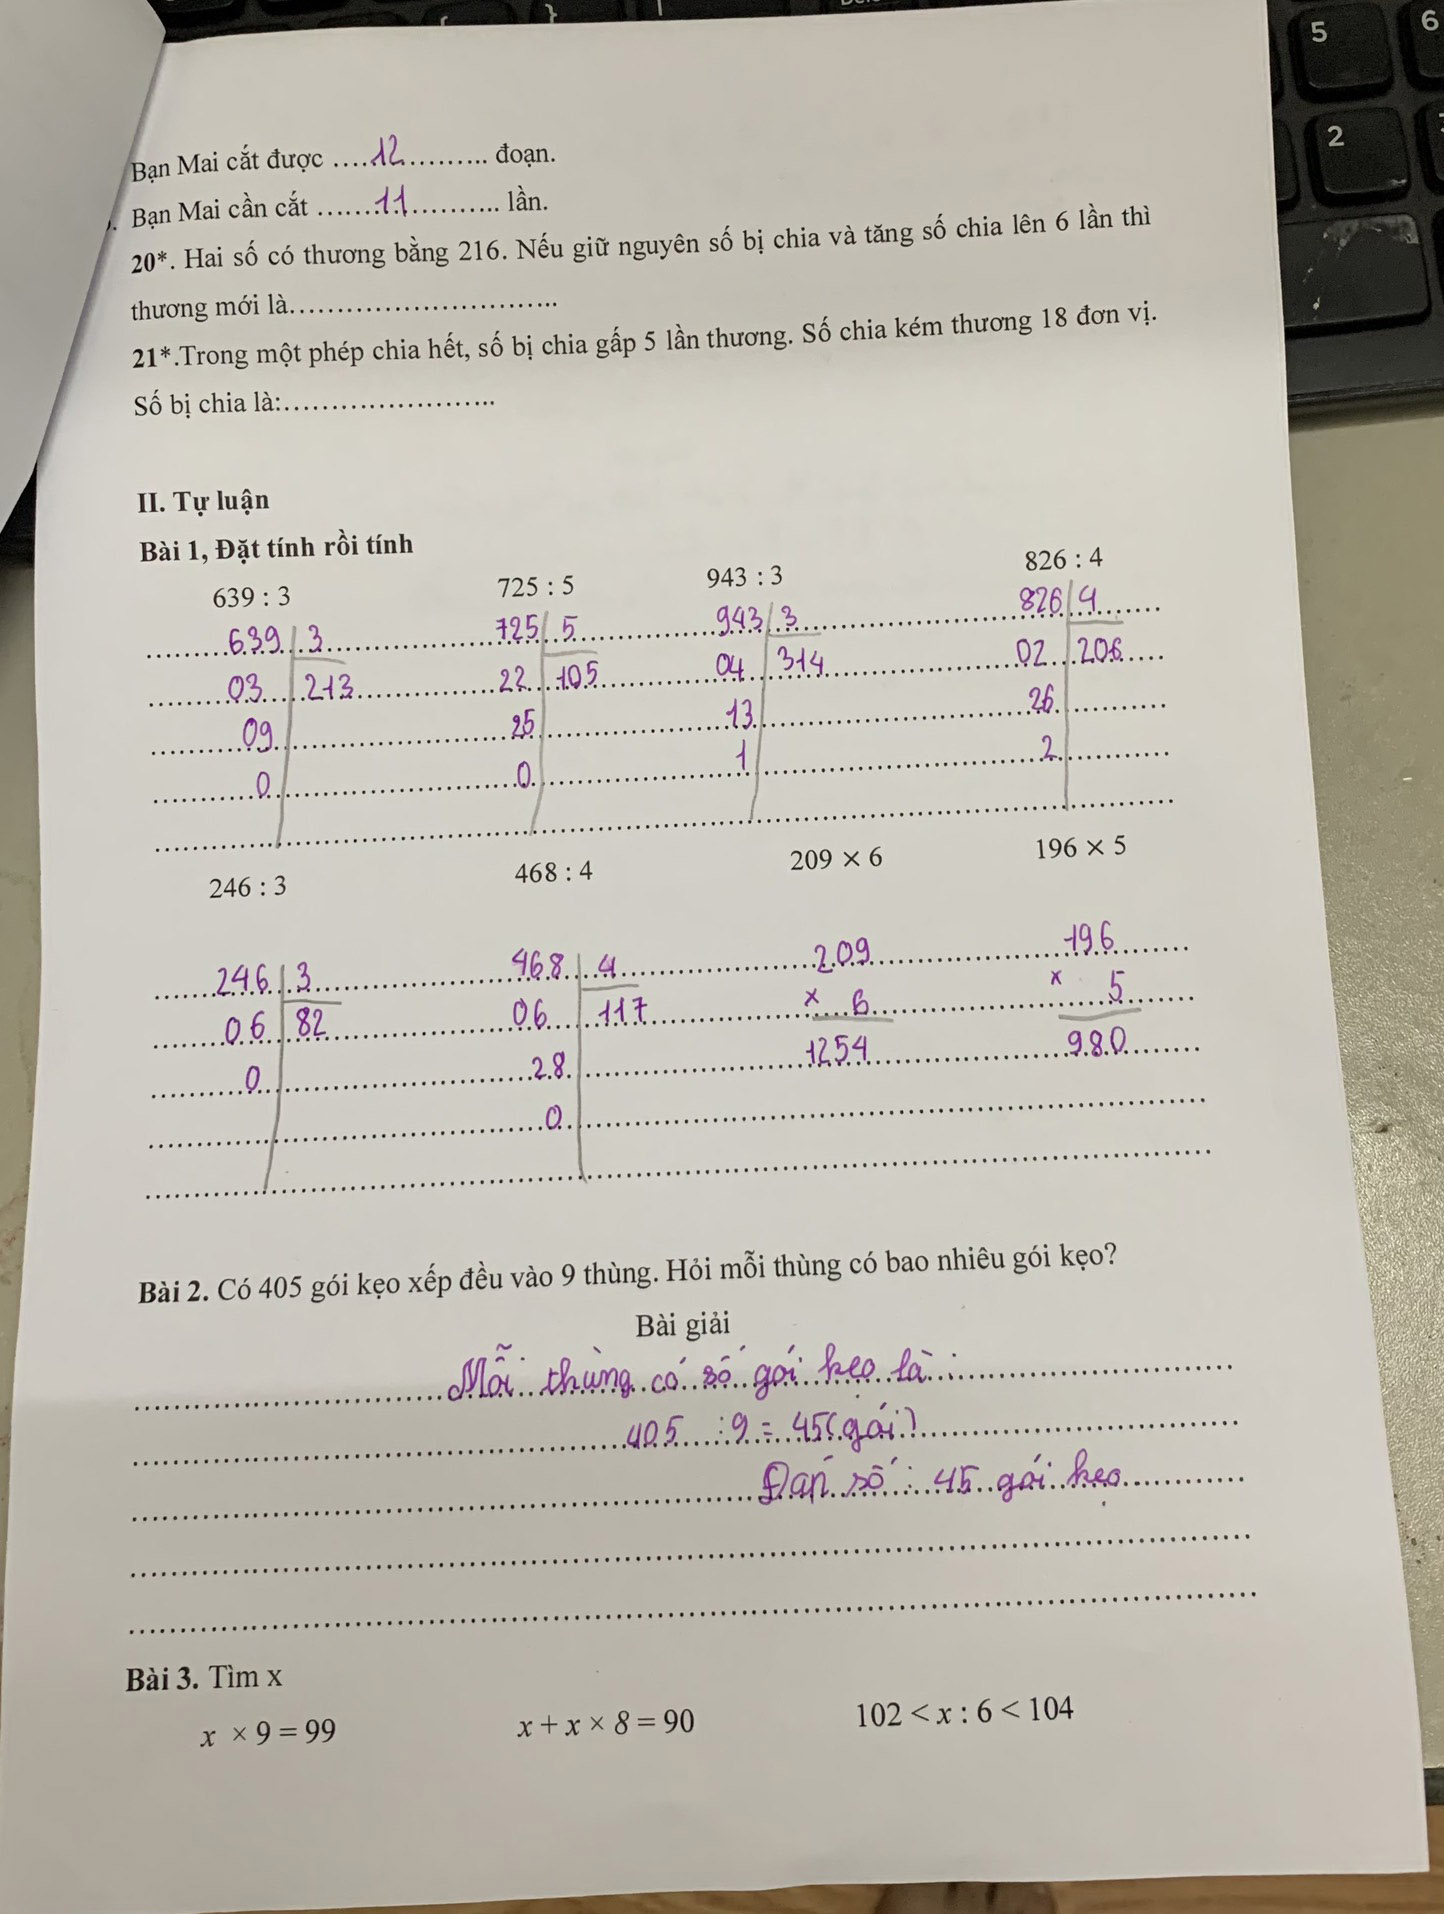 5
6
2
Bạn Mai cắt được ....12.......... đoạn.
Bạn Mai cần cắt .......11........... lần.
20*. Hai số có thương bằng 216. Nếu giữ nguyên số bị chia và tăng số chia lên 6 lần thì
thương mới là............................
21*.Trong một phép chia hết, số bị chia gấp 5 lần thương. Số chia kém thương 18 đơn vị.
Số bị chia là:......................
II. Tự luận
Bài 1, Đặt tính rồi tính
639 : 3 725 : 5 943 : 3 826 : 4
639 3 725 5 943 3 826 4
03 213 22 105 04 314 02 206
09 25 13 26
0 0 1 2
246 : 3 468 : 4 209 × 6 196 × 5
246 3 468 4 209 196
06 82 06 117 × 6 × 5
0 28 1254 980
0
Bài 2. Có 405 gói kẹo xếp đều vào 9 thùng. Hỏi mỗi thùng có bao nhiêu gói kẹo?
Bài giải
Mỗi thùng có số gói kẹo là :
405 : 9 = 45 (gói)
Đáp số : 45 gói kẹo
Bài 3. Tìm x
x × 9 = 99 x + x × 8 = 90 102 < x : 6 < 104